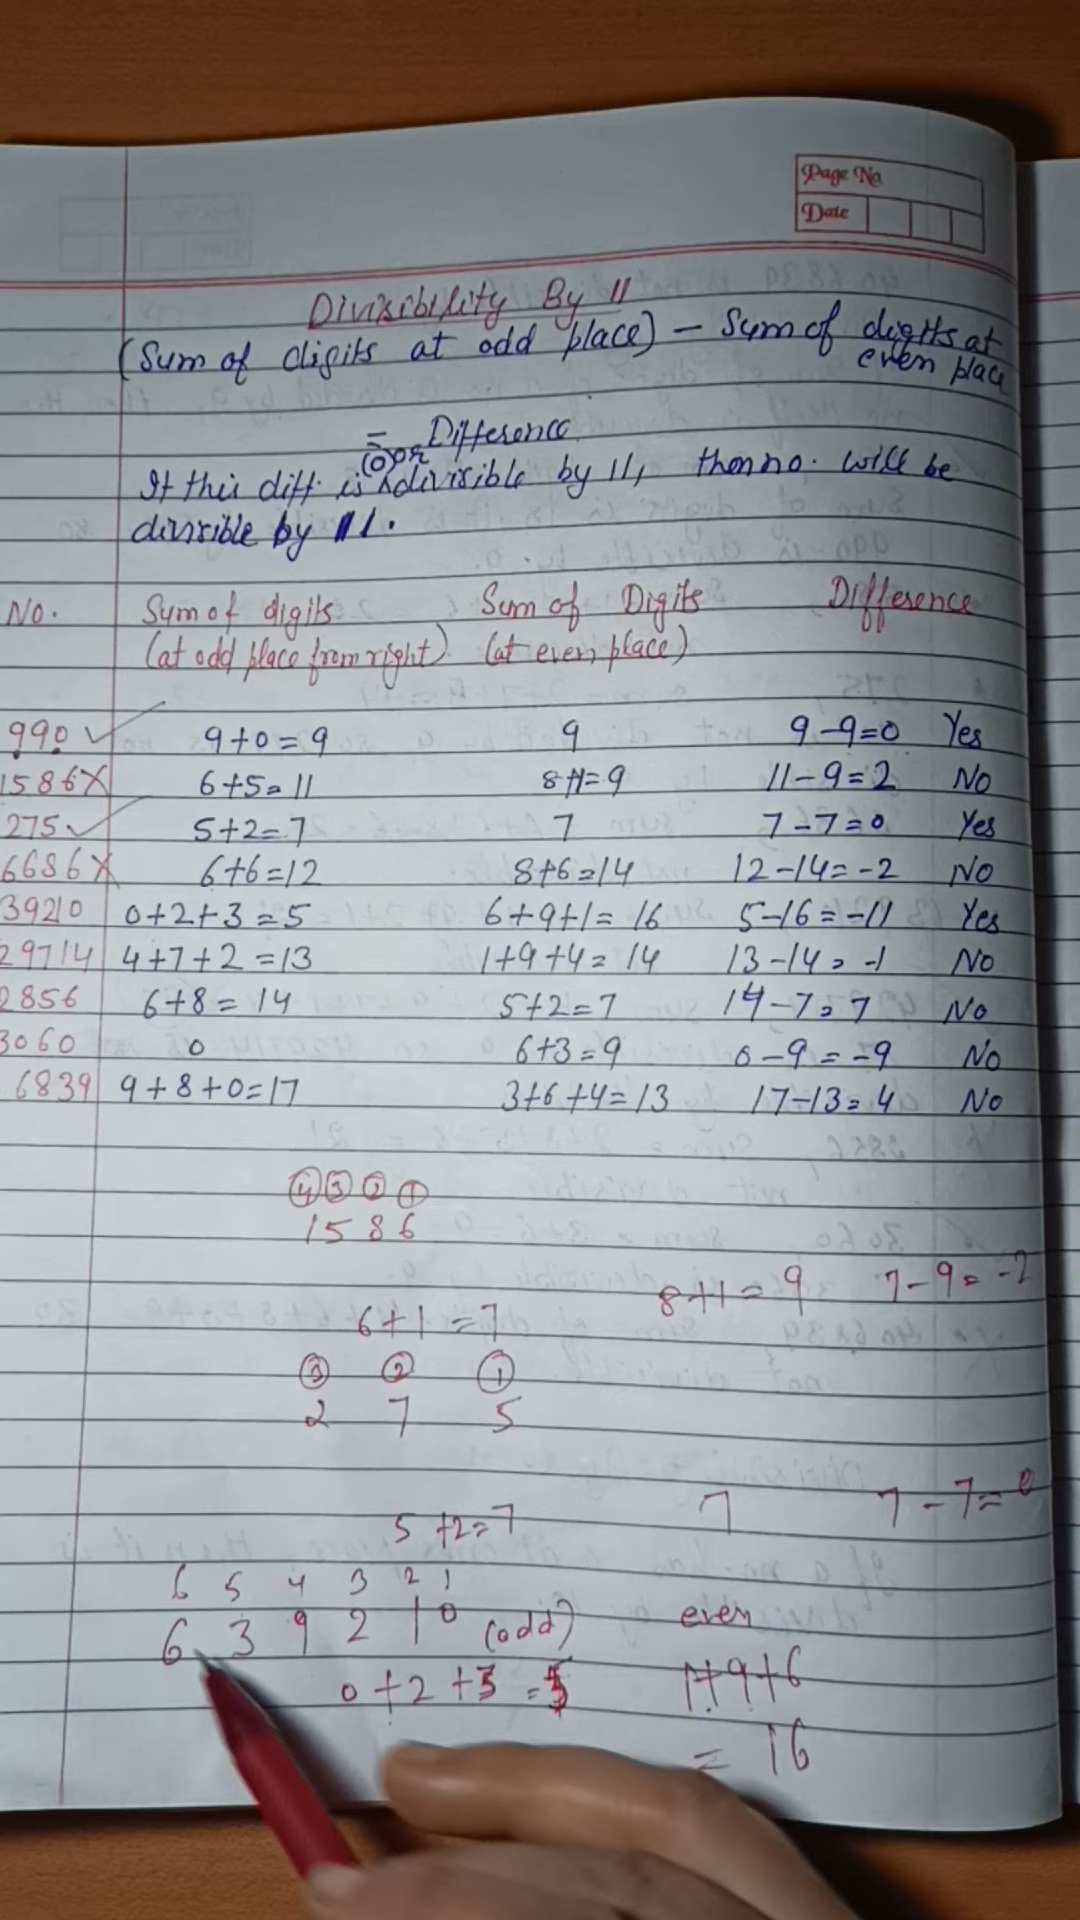 Page No
Date
Divisibility By 11
(Sum of digits at odd place) - Sum of digits at
even place
= Difference
(0) or
If this diff. is divisible by 11, then no. will be
divisible by 11.
No. Sum of digits Sum of Digits Difference
(at odd place from right) (at even place)
990 ✓ 9+0=9 9 9-9=0 Yes
1586 X 6+5=11 8+1=9 11-9=2 No
275 ✓ 5+2=7 7 7-7=0 Yes
6686 X 6+6=12 8+6=14 12-14=-2 No
39210 0+2+3=5 6+9+1=16 5-16=-11 Yes
29714 4+7+2=13 1+9+4=14 13-14=-1 No
2856 6+8=14 5+2=7 14-7=7 No
3060 0 6+3=9 0-9=-9 No
6839 9+8+0=17 3+6+4=13 17-13=4 No
④ ③ ② ①
1586
8+1=9 7-9=-2
6+1=7
③ ② ①
2 7 5
7 7-7=0
5+2=7
6 5 4 3 2 1
6 3 9 2 1 0 (odd) even
0+2+3=5 1+9+6
= 16